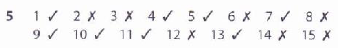 5 1 ✓ 2 ✗ 3 ✗ 4 ✓ 5 ✓ 6 ✗ 7 ✓ 8 ✗
9 ✓ 10 ✓ 11 ✓ 12 ✗ 13 ✓ 14 ✗ 15 ✗